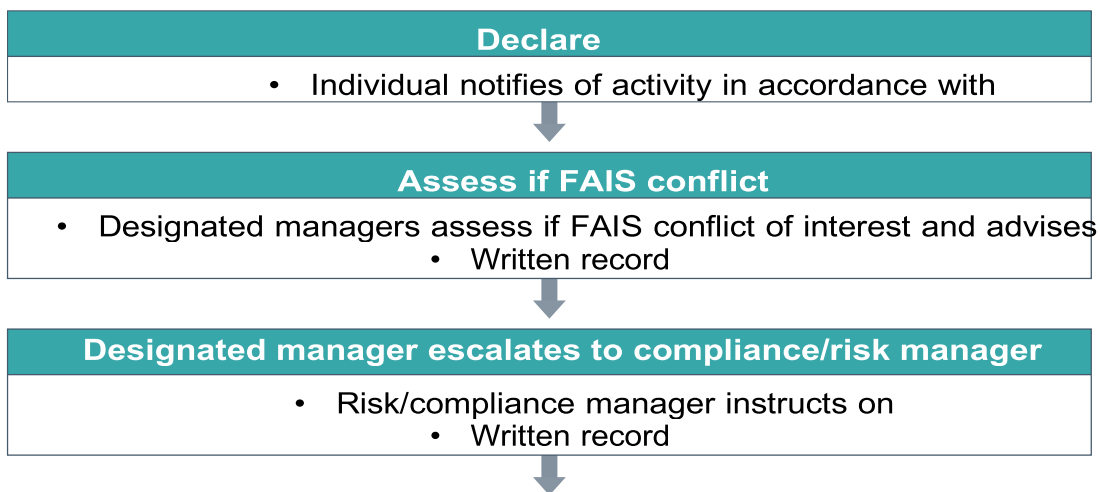 Declare
• Individual notifies of activity in accordance with
Assess if FAIS conflict
• Designated managers assess if FAIS conflict of interest and advises
• Written record
Designated manager escalates to compliance/risk manager
• Risk/compliance manager instructs on
• Written record